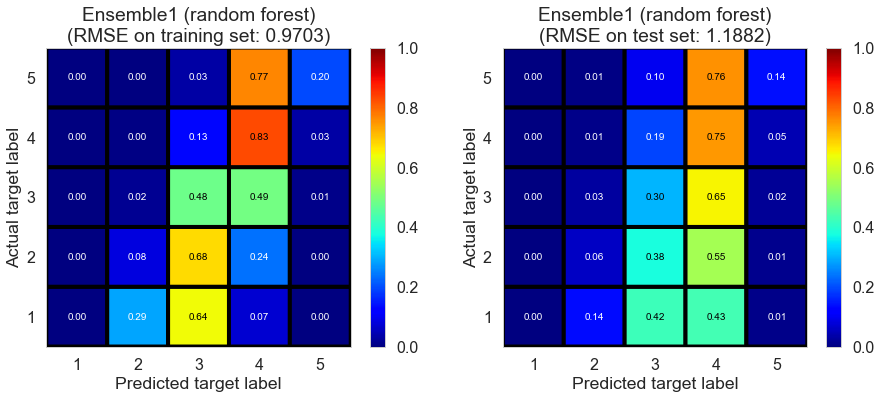 Ensemble1 (random forest)
(RMSE on training set: 0.9703)
Actual target label
5
0.00 0.00 0.03 0.77 0.20
4
0.00 0.00 0.13 0.83 0.03
3
0.00 0.02 0.48 0.49 0.01
2
0.00 0.08 0.68 0.24 0.00
1
0.00 0.29 0.64 0.07 0.00
1 2 3 4 5
Predicted target label
1.0
0.8
0.6
0.4
0.2
0.0
Ensemble1 (random forest)
(RMSE on test set: 1.1882)
Actual target label
5
0.00 0.01 0.10 0.76 0.14
4
0.00 0.01 0.19 0.75 0.05
3
0.00 0.03 0.30 0.65 0.02
2
0.00 0.06 0.38 0.55 0.01
1
0.00 0.14 0.42 0.43 0.01
1 2 3 4 5
Predicted target label
1.0
0.8
0.6
0.4
0.2
0.0